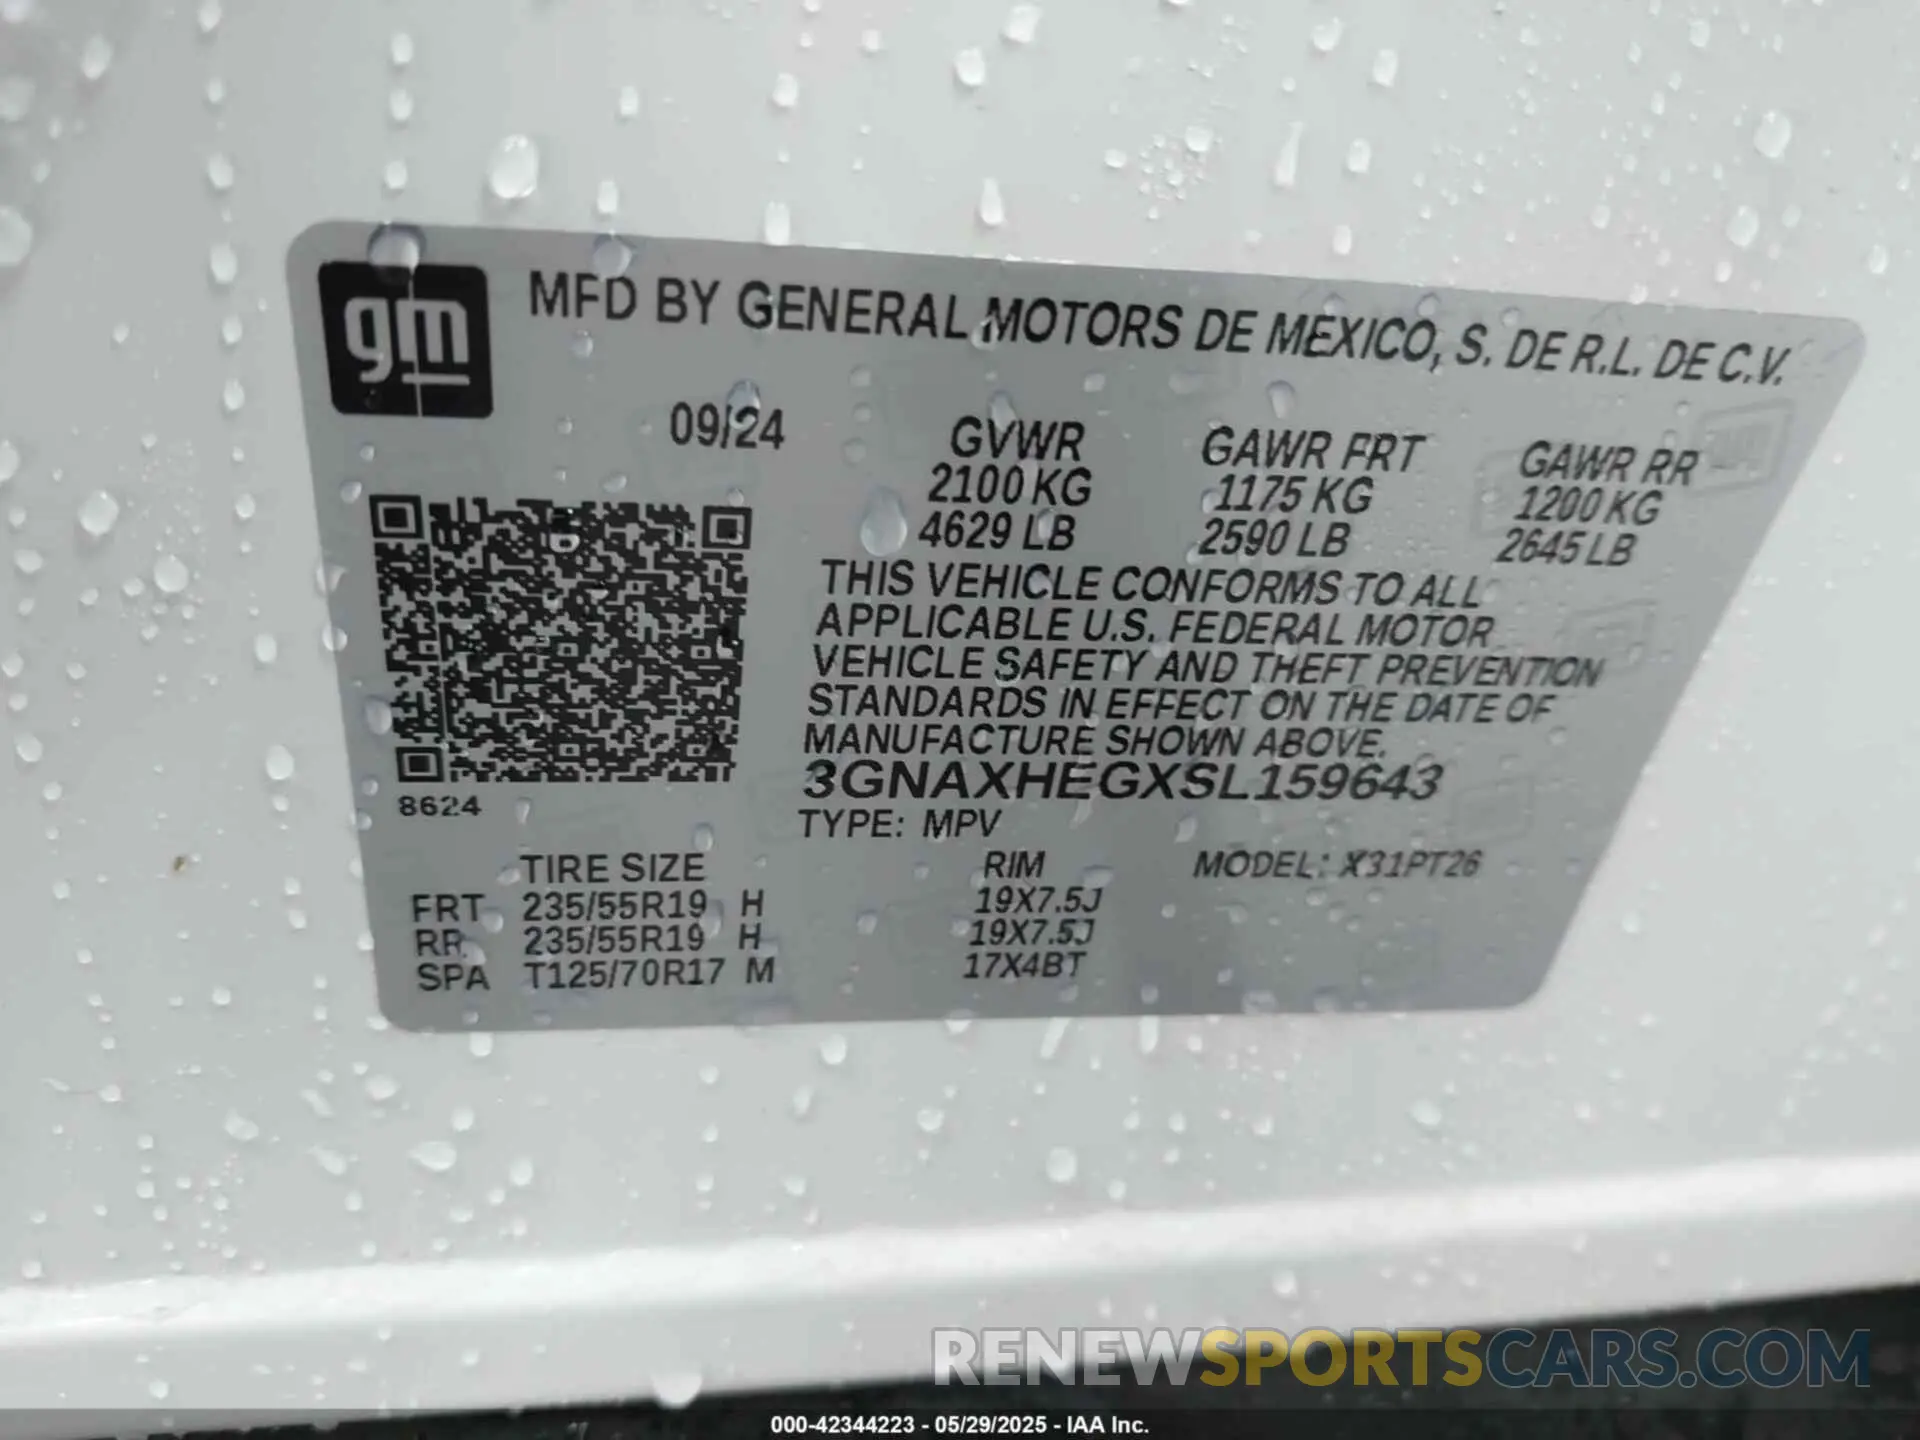 gm
MFD BY GENERAL MOTORS DE MEXICO, S. DE R.L. DE C.V.
09/24
GVWR GAWR FRT GAWR RR
2100 KG 1175 KG 1200 KG
4629 LB 2590 LB 2645 LB
THIS VEHICLE CONFORMS TO ALL
APPLICABLE U.S. FEDERAL MOTOR
VEHICLE SAFETY AND THEFT PREVENTION
STANDARDS IN EFFECT ON THE DATE OF
MANUFACTURE SHOWN ABOVE.
3GNAXHEGXSL159643
8624
TYPE: MPV
TIRE SIZE RIM MODEL: X31PT26
FRT 235/55R19 H 19X7.5J
RR 235/55R19 H 19X7.5J
SPA T125/70R17 M 17X4BT
RENEWSPORTSCARS.COM
000-42344223 - 05/29/2025 - IAA Inc.